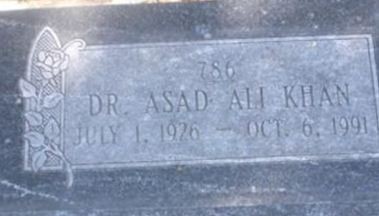 786
DR. ASAD ALI KHAN
JULY 1, 1926 — OCT. 6, 1991